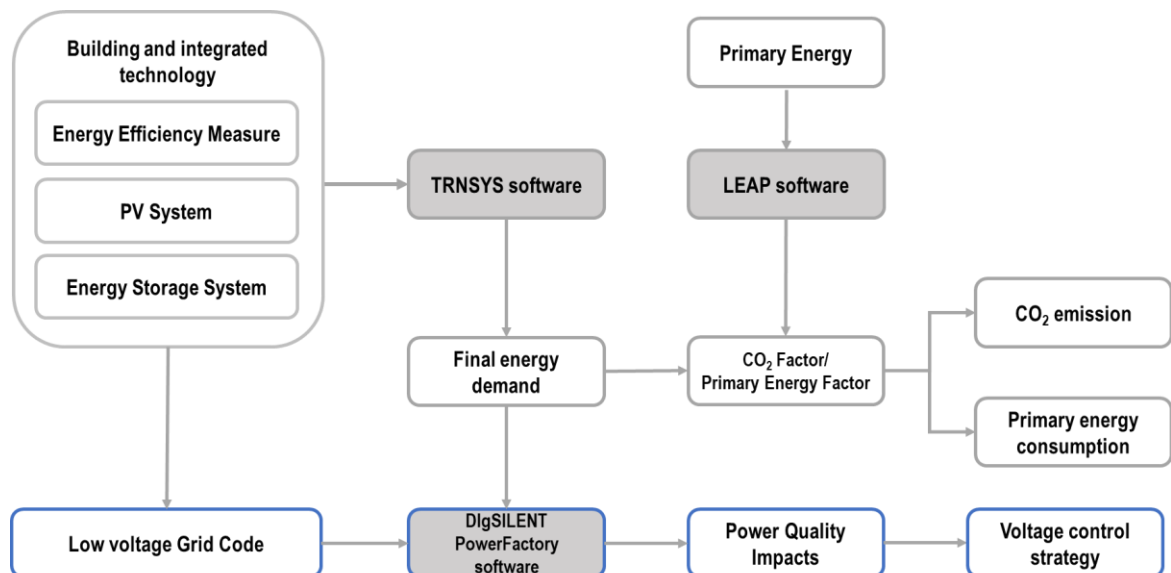 Building and integrated
technology
Energy Efficiency Measure
PV System
Energy Storage System
Primary Energy
TRNSYS software
LEAP software
Final energy
demand
CO₂ Factor/
Primary Energy Factor
CO₂ emission
Primary energy
consumption
Low voltage Grid Code
DIgSILENT
PowerFactory
software
Power Quality
Impacts
Voltage control
strategy